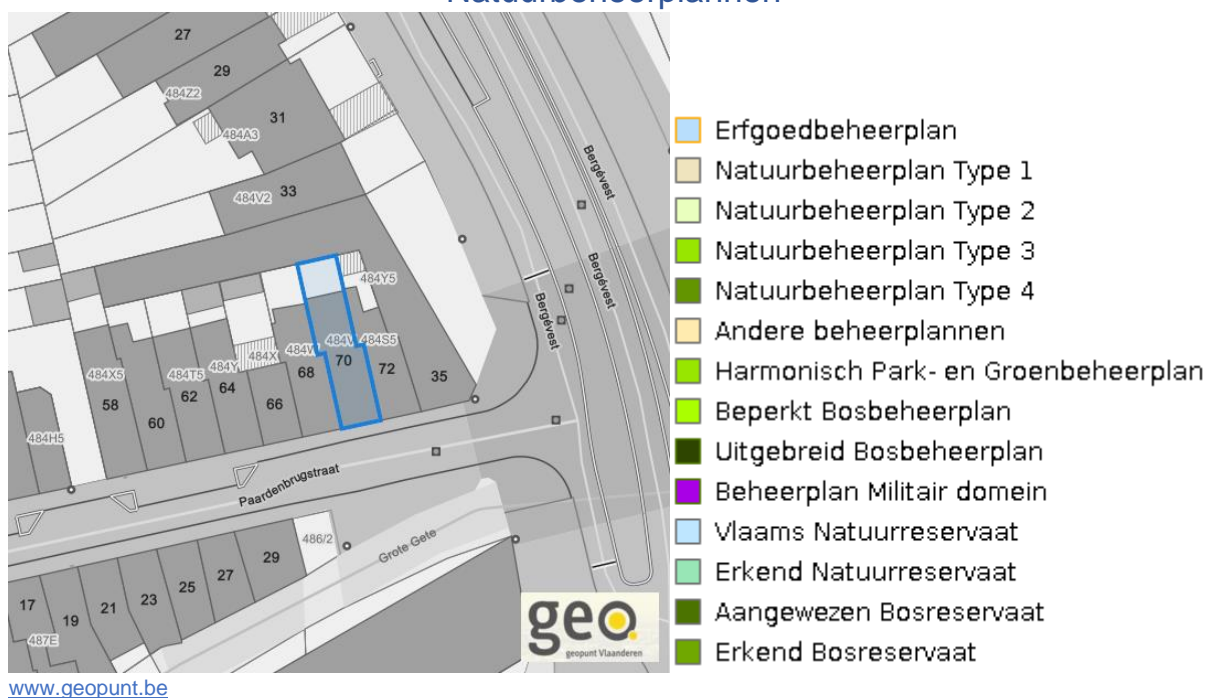 Natuurbeheerplannen
27
29
484Z2
31
484A3
33
484V2
484Y5
Bergévest
Bergévest
Bergévest
484X5
484T5
484Y
484X
484W
484V
484S5
58
60
62
64
66
68
70
72
35
484H5
Paardenbrugstraat
486/2
Grote Gete
17
19
21
23
25
27
29
487E
geo
geopunt Vlaanderen
Erfgoedbeheerplan
Natuurbeheerplan Type 1
Natuurbeheerplan Type 2
Natuurbeheerplan Type 3
Natuurbeheerplan Type 4
Andere beheerplannen
Harmonisch Park- en Groenbeheerplan
Beperkt Bosbeheerplan
Uitgebreid Bosbeheerplan
Beheerplan Militair domein
Vlaams Natuurreservaat
Erkend Natuurreservaat
Aangewezen Bosreservaat
Erkend Bosreservaat
www.geopunt.be